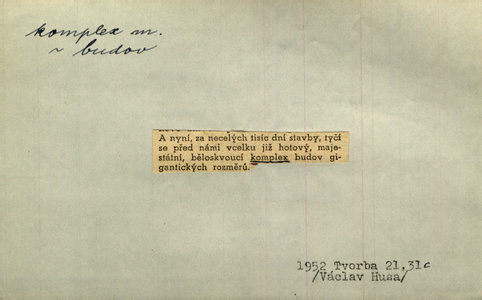 komplex m.
~ budov
A nyní, za necelých tisíc dní stavby, tyčí
se před námi vcelku již hotový, maje-
státní, běloskvoucí komplex budov gi-
gantických rozměrů.
1952 Tvorba 21,31c
/Václav Husa/